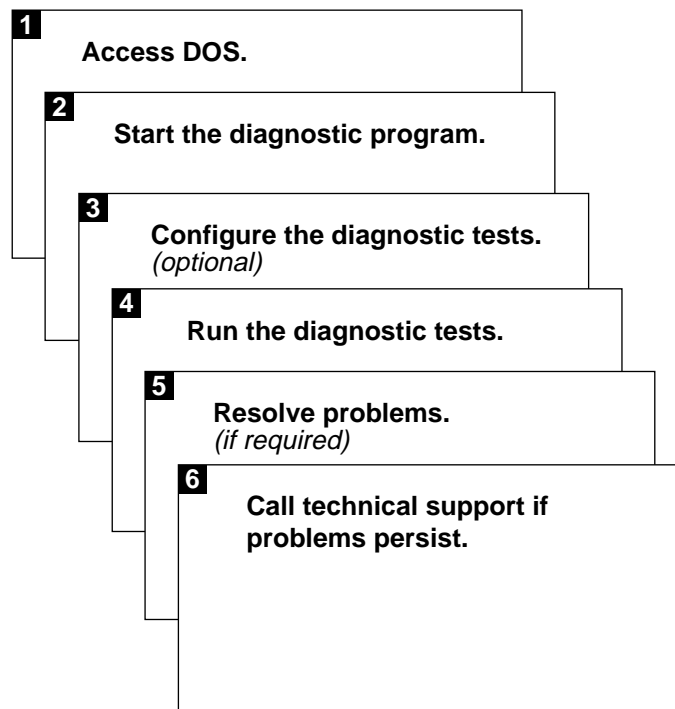 1
Access DOS.
2
Start the diagnostic program.
3
Configure the diagnostic tests.
(optional)
4
Run the diagnostic tests.
5
Resolve problems.
(if required)
6
Call technical support if
problems persist.